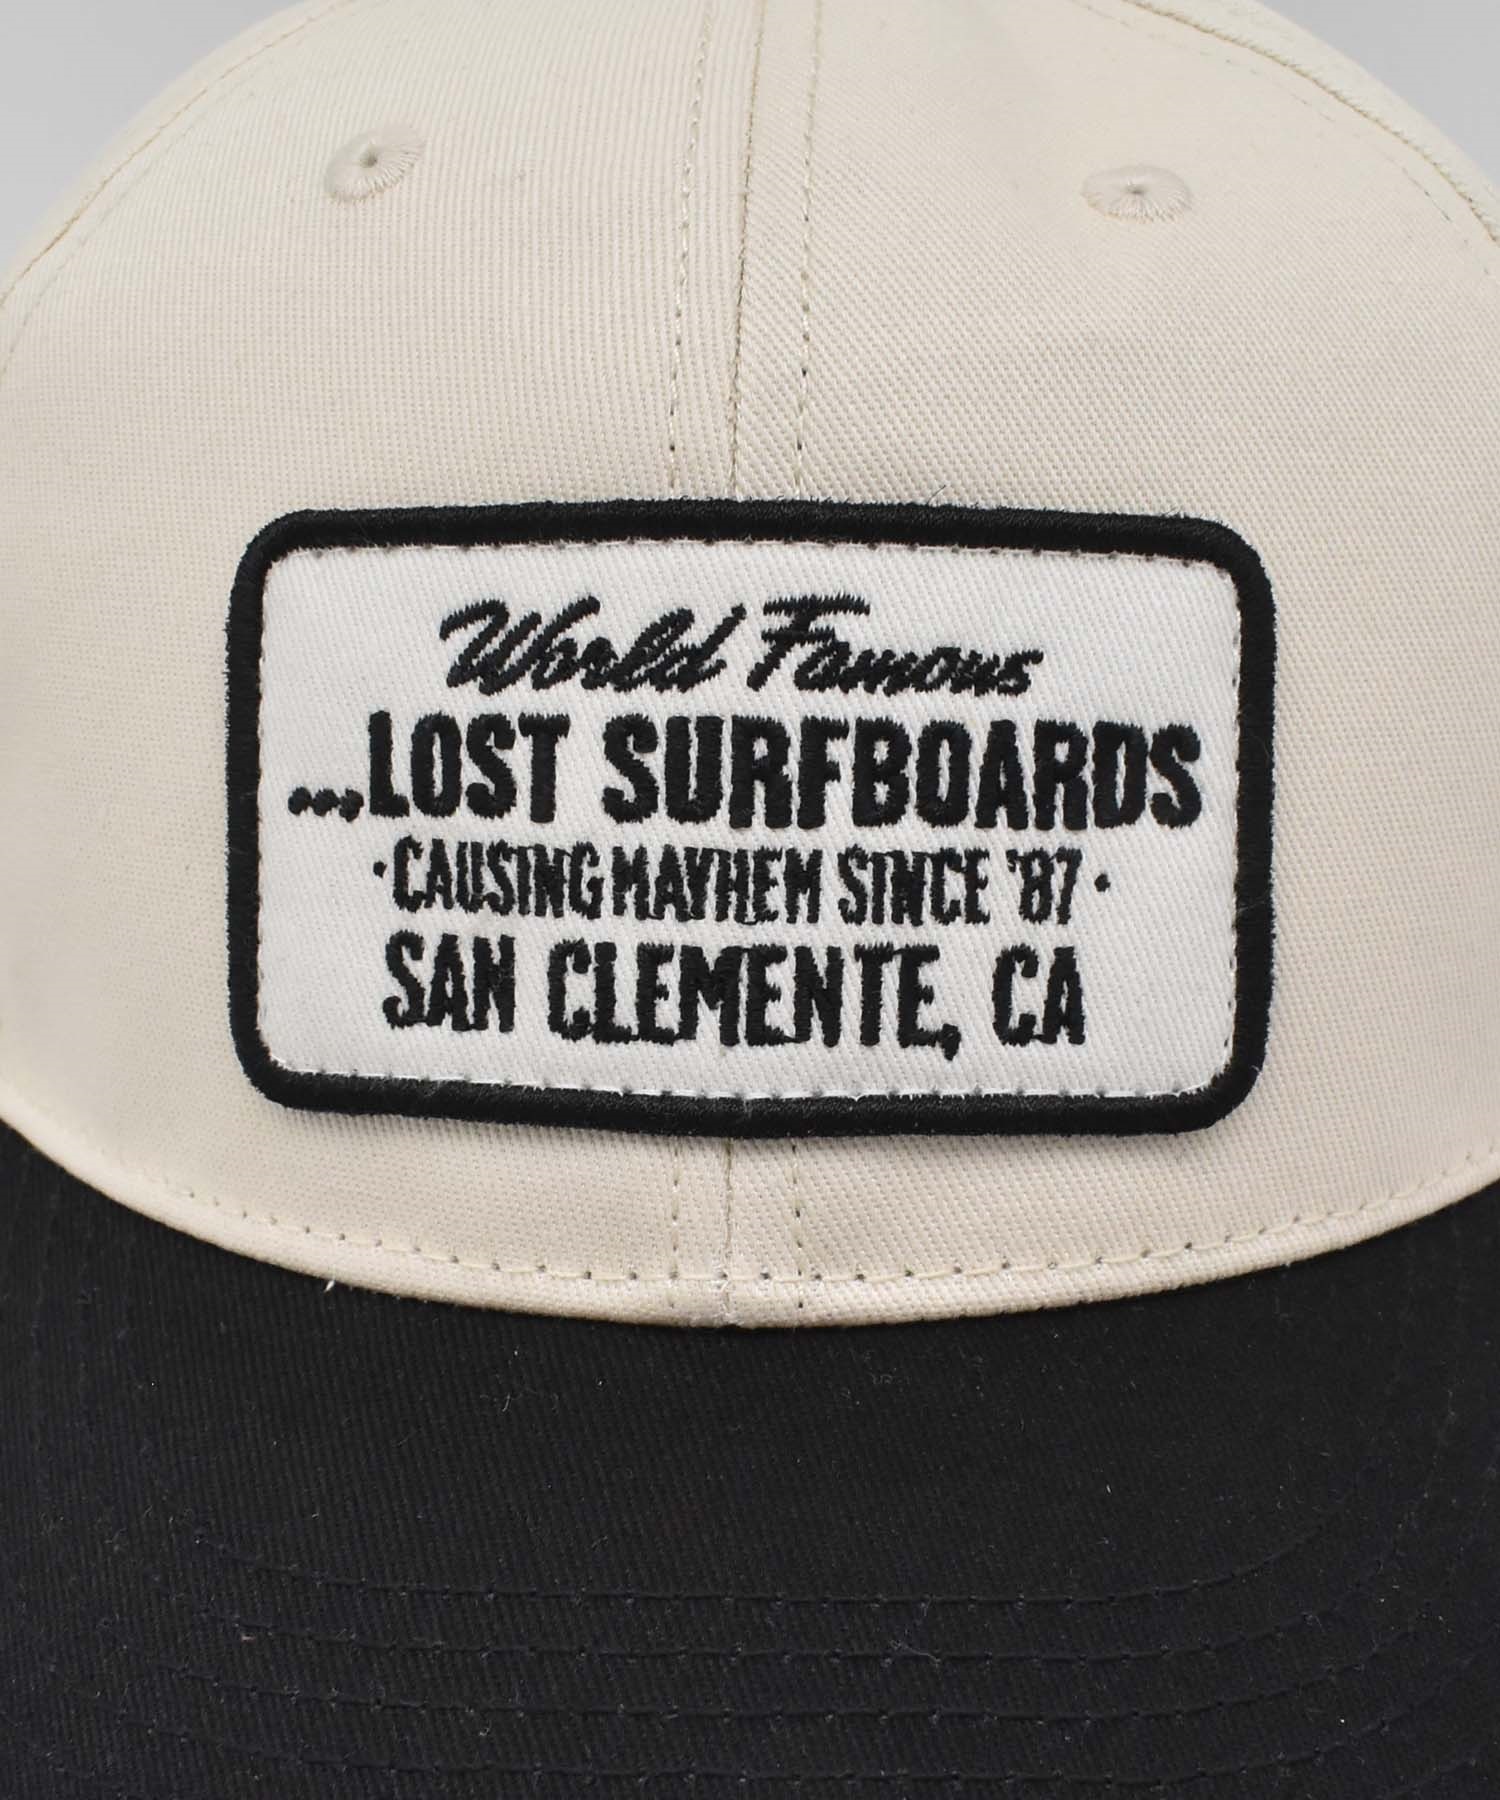 World Famous
...LOST SURFBOARDS
·CAUSING MAYHEM SINCE '87·
SAN CLEMENTE, CA